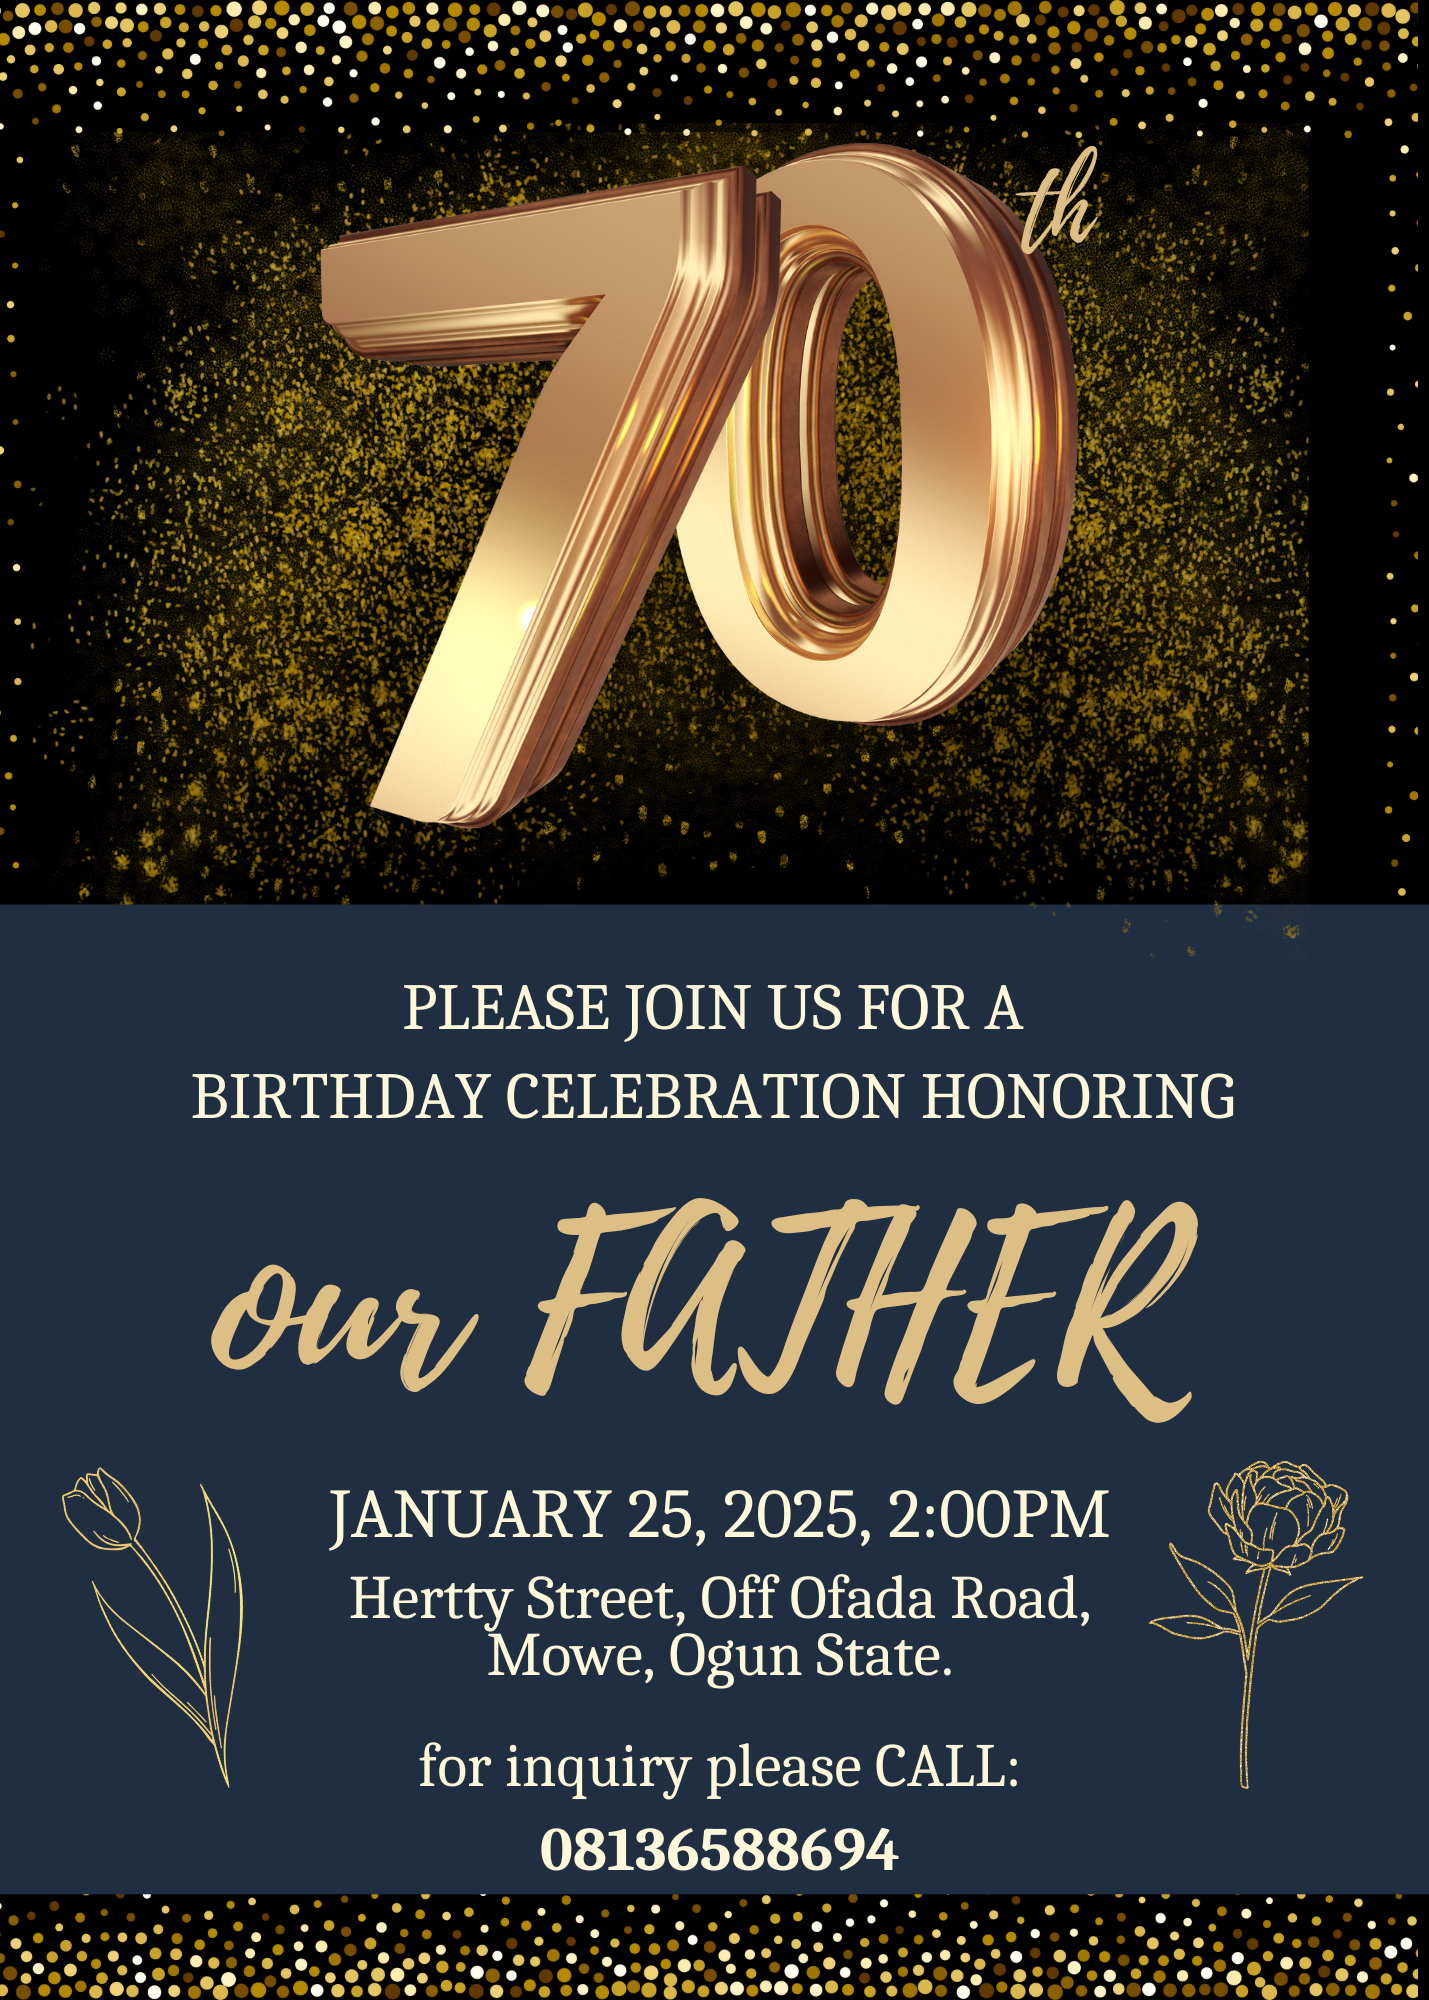 70th
PLEASE JOIN US FOR A
BIRTHDAY CELEBRATION HONORING
our FATHER
JANUARY 25, 2025, 2:00PM
Hertty Street, Off Ofada Road,
Mowe, Ogun State.
for inquiry please CALL:
08136588694